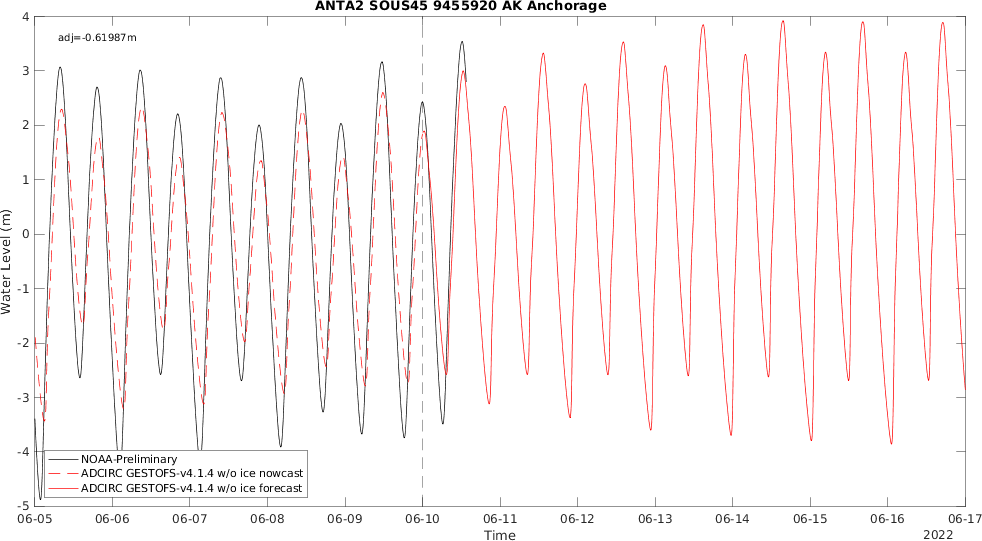 ANTA2 SOUS45 9455920 AK Anchorage
adj=-0.61987m
4
3
2
1
0
-1
-2
-3
-4
-5
Water Level (m)
NOAA-Preliminary
ADCIRC GESTOFS-v4.1.4 w/o ice nowcast
ADCIRC GESTOFS-v4.1.4 w/o ice forecast
06-05 06-06 06-07 06-08 06-09 06-10 06-11 06-12 06-13 06-14 06-15 06-16 06-17
Time
2022